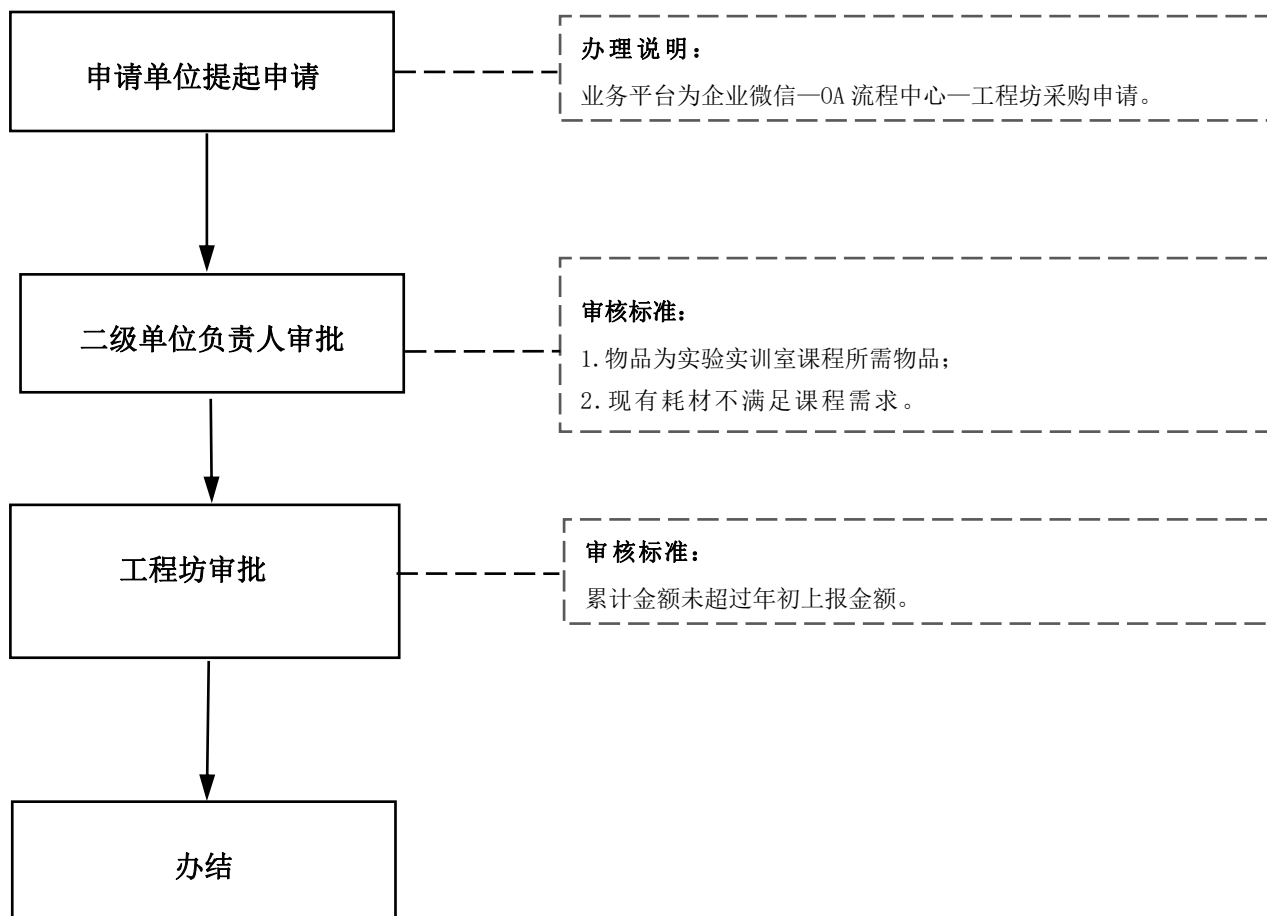 申请单位提起申请
办理说明：
业务平台为企业微信—OA 流程中心—工程坊采购申请。
二级单位负责人审批
审核标准：
1.物品为实验实训室课程所需物品；
2.现有耗材不满足课程需求。
工程坊审批
审核标准：
累计金额未超过年初上报金额。
办结